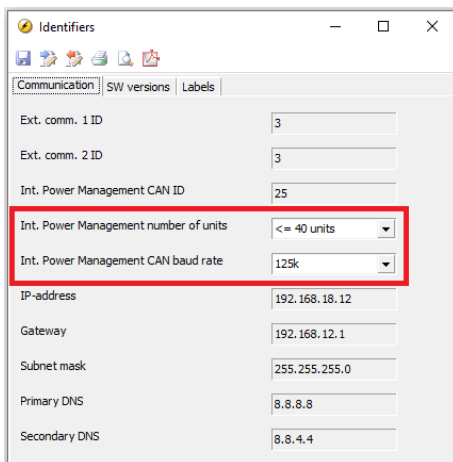 Identifiers
Communication SW versions Labels
Ext. comm. 1 ID 3
Ext. comm. 2 ID 3
Int. Power Management CAN ID 25
Int. Power Management number of units <= 40 units
Int. Power Management CAN baud rate 125k
IP-address 192.168.18.12
Gateway 192.168.12.1
Subnet mask 255.255.255.0
Primary DNS 8.8.8.8
Secondary DNS 8.8.4.4